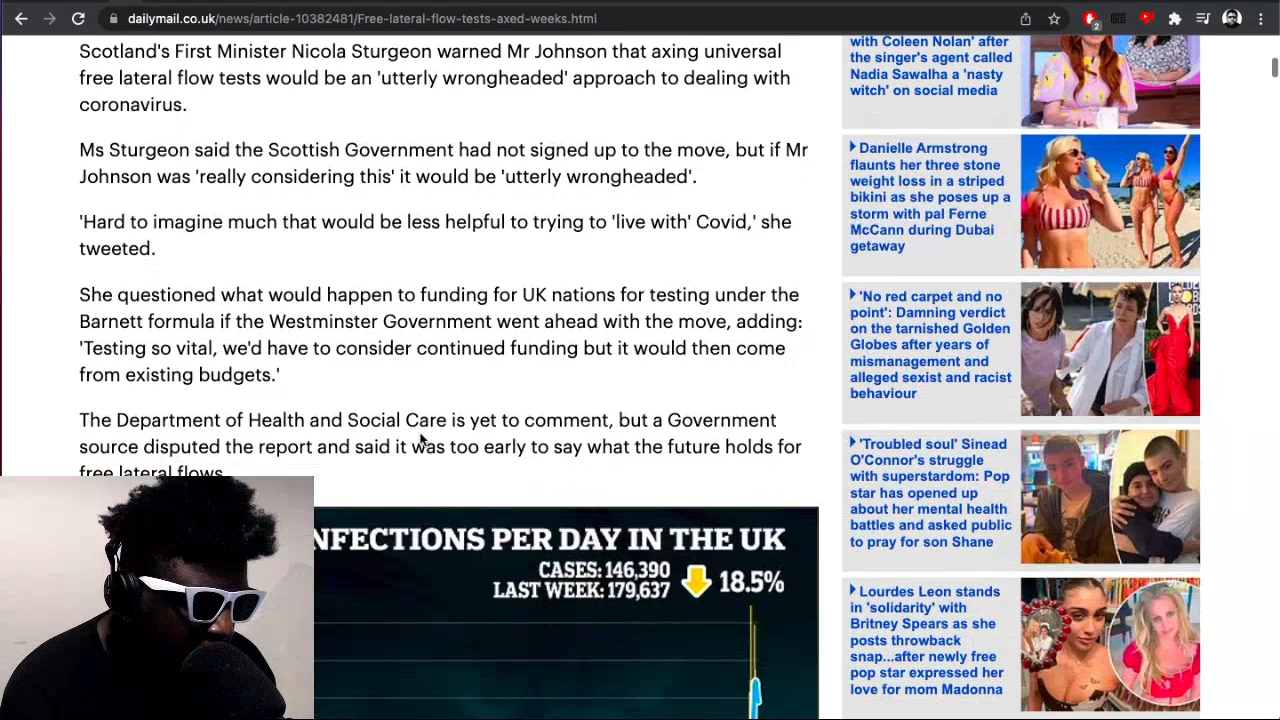 dailymail.co.uk/news/article-10382481/Free-lateral-flow-tests-axed-weeks.html
2
Scotland's First Minister Nicola Sturgeon warned Mr Johnson that axing universal
free lateral flow tests would be an 'utterly wrongheaded' approach to dealing with
coronavirus.
Ms Sturgeon said the Scottish Government had not signed up to the move, but if Mr
Johnson was 'really considering this' it would be 'utterly wrongheaded'.
'Hard to imagine much that would be less helpful to trying to 'live with' Covid,' she
tweeted.
She questioned what would happen to funding for UK nations for testing under the
Barnett formula if the Westminster Government went ahead with the move, adding:
'Testing so vital, we'd have to consider continued funding but it would then come
from existing budgets.'
The Department of Health and Social Care is yet to comment, but a Government
source disputed the report and said it was too early to say what the future holds for
free lateral flows.
NFECTIONS PER DAY IN THE UK
CASES: 146,390
LAST WEEK: 179,637
18.5%
with Coleen Nolan' after
the singer's agent called
Nadia Sawalha a 'nasty
witch' on social media
Danielle Armstrong
flaunts her three stone
weight loss in a striped
bikini as she poses up a
storm with pal Ferne
McCann during Dubai
getaway
'No red carpet and no
point': Damning verdict
on the tarnished Golden
Globes after years of
mismanagement and
alleged sexist and racist
behaviour
GOLDEN
'Troubled soul' Sinead
O'Connor's struggle
with superstardom: Pop
star has opened up
about her mental health
battles and asked public
to pray for son Shane
Lourdes Leon stands
in 'solidarity' with
Britney Spears as she
posts throwback
snap...after newly free
pop star expressed her
love for mom Madonna